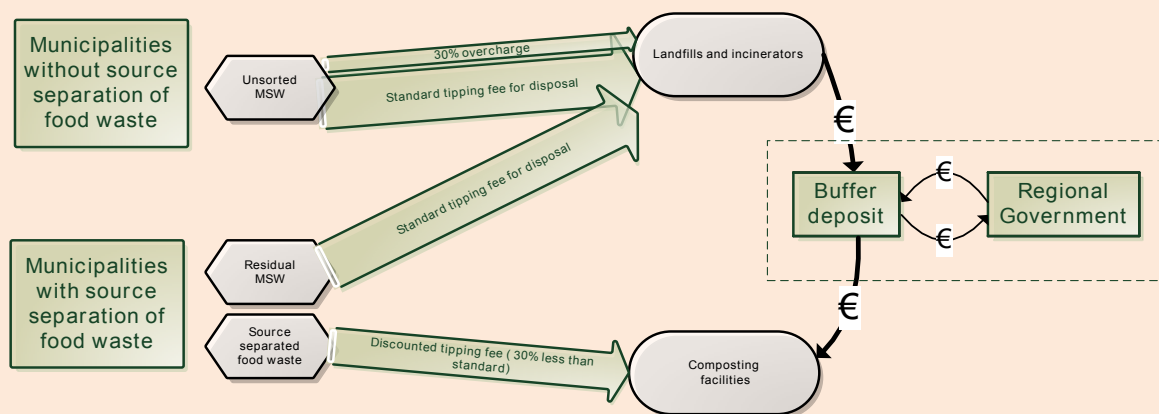 Municipalities
without source
separation of
food waste
Unsorted
MSW
30% overcharge
Standard tipping fee for disposal
Landfills and incinerators
Standard tipping fee for disposal
€
Buffer
deposit
€
€
Regional
Government
Municipalities
with source
separation of
food waste
Residual
MSW
Source
separated
food waste
Discounted tipping fee ( 30% less than
standard)
€
Composting
facilities